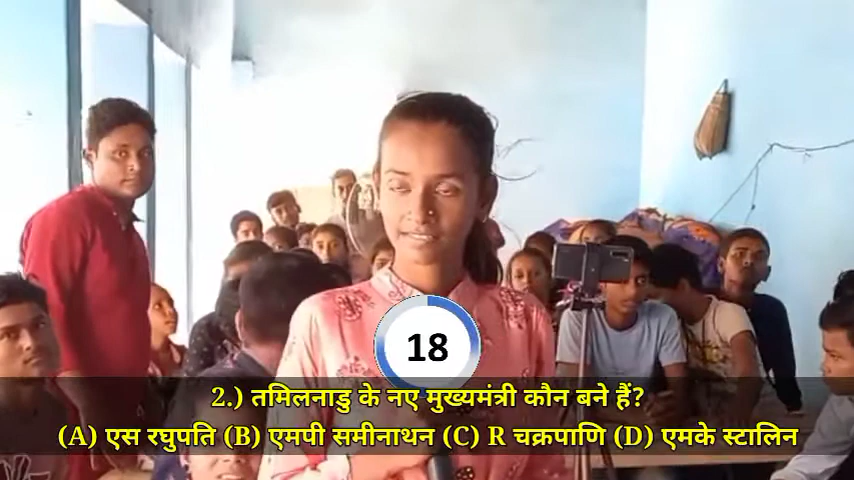 18
2.) तमिलनाडु के नए मुख्यमंत्री कौन बने हैं?
(A) एस रघुपति (B) एमपी समीनाथन (C) R चक्रपाणि (D) एमके स्टालिन